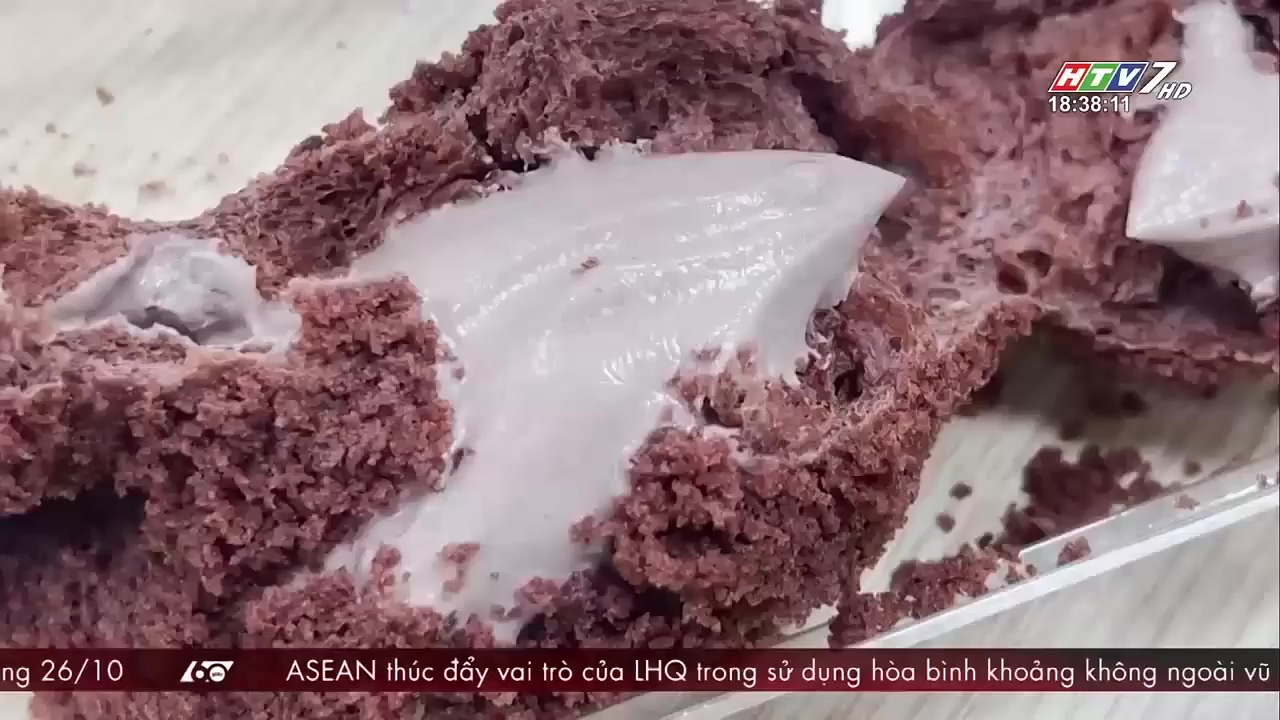 HTV7 HD
18:38:11
ng 26/10 60 ASEAN thúc đẩy vai trò của LHQ trong sử dụng hòa bình khoảng không ngoài vũ